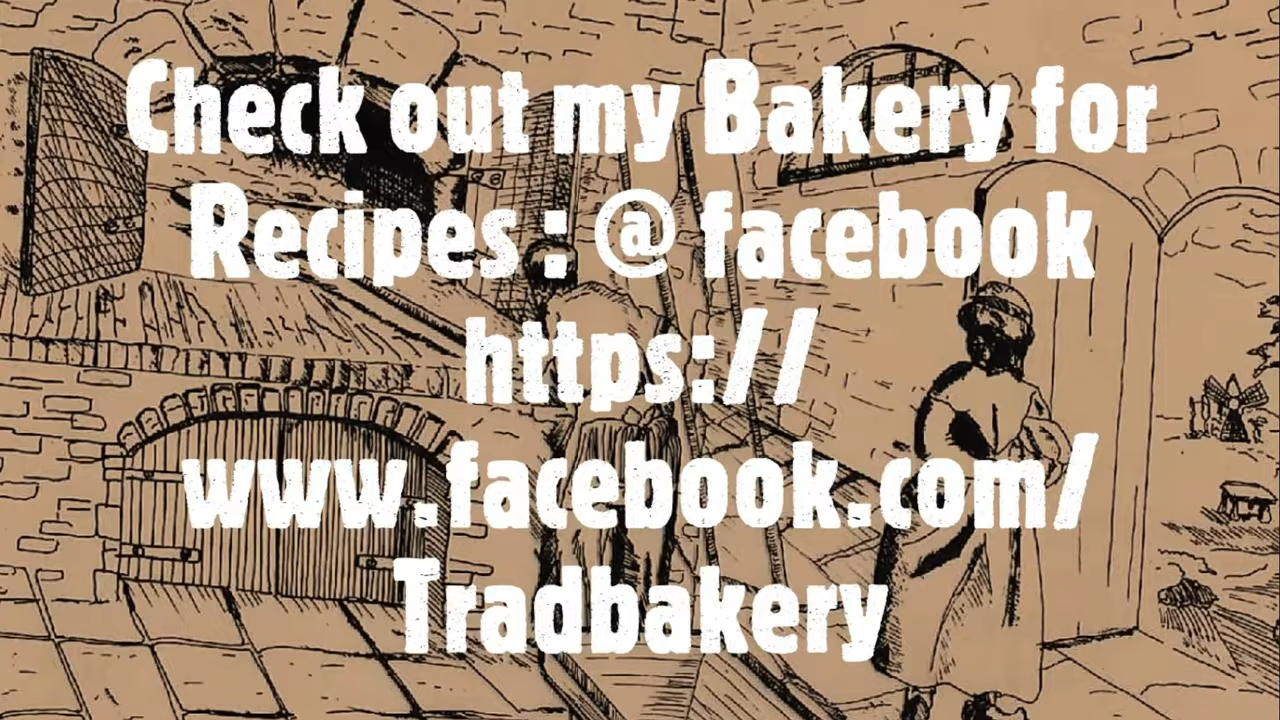 Check out my Bakery for
Recipes : @ facebook
https://
www.facebook.com/
Tradbakery